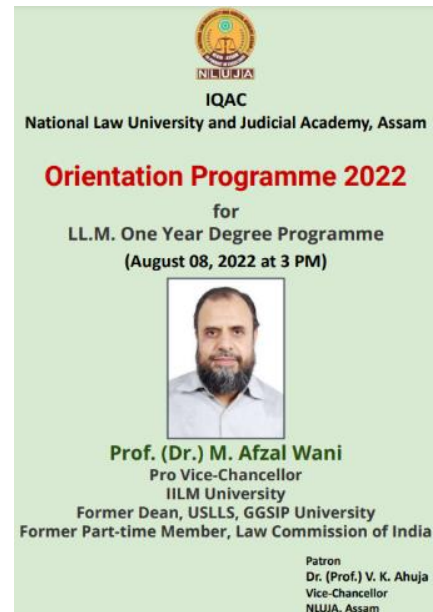 NLUJA
IQAC
National Law University and Judicial Academy, Assam
Orientation Programme 2022
for
LL.M. One Year Degree Programme
(August 08, 2022 at 3 PM)
Prof. (Dr.) M. Afzal Wani
Pro Vice-Chancellor
IILM University
Former Dean, USLLS, GGSIP University
Former Part-time Member, Law Commission of India
Patron
Dr. (Prof.) V. K. Ahuja
Vice-Chancellor
NLUJA, Assam